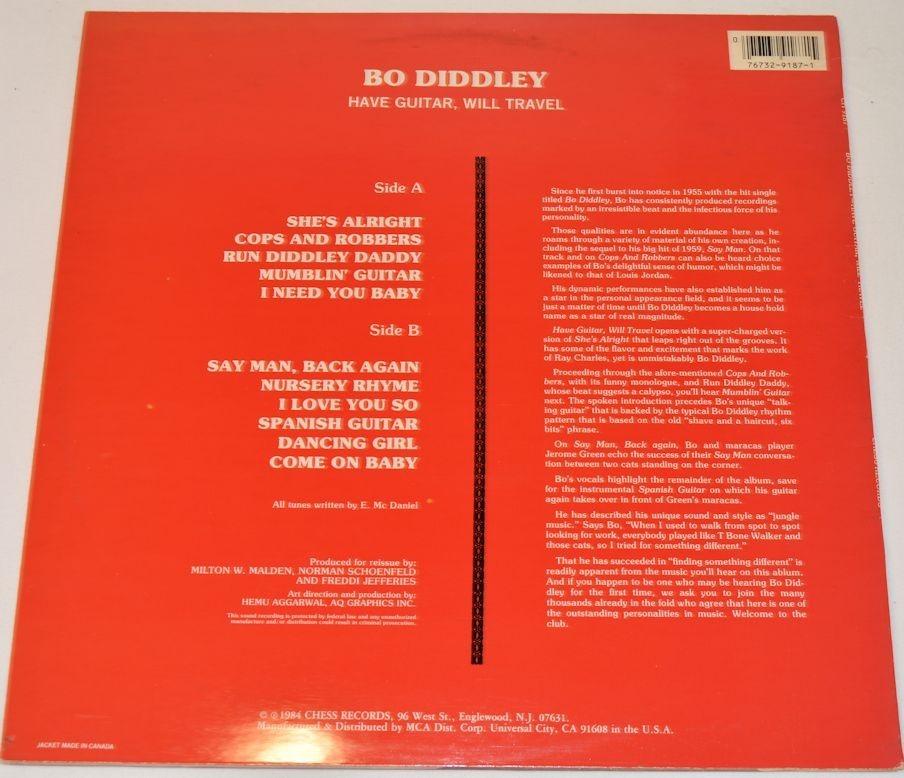 O
76732-9187-1
BO DIDDLEY
HAVE GUITAR, WILL TRAVEL
Side A
SHE'S ALRIGHT
COPS AND ROBBERS
RUN DIDDLEY DADDY
MUMBLIN' GUITAR
I NEED YOU BABY
Side B
SAY MAN, BACK AGAIN
NURSERY RHYME
I LOVE YOU SO
SPANISH GUITAR
DANCING GIRL
COME ON BABY
All tunes written by E. Mc Daniel
Produced for reissue by:
MILTON W. MALDEN, NORMAN SCHOENFELD
AND FREDDI JEFFERIES
Art direction and production by:
HEMU AGGARWAL, AQ GRAPHICS INC.
This sound recording is protected by federal law and any unauthorized
manufacture and/or distribution could result in criminal prosecution.
Since he first burst into notice in 1955 with the hit single
titled Bo Diddley, Bo has consistently produced recordings
marked by an irresistible beat and the infectious force of his
personality.
Those qualities are in evident abundance here as he
roams through a variety of material of his own creation, in-
cluding the sequel to his big hit of 1959, Say Man. On that
track and on Cops And Robbers can also be heard choice
examples of Bo's delightful sense of humor, which might be
likened to that of Louis Jordan.
His dynamic performances have also established him as
a star in the personal appearance field, and it seems to be
just a matter of time until Bo Diddley becomes a house hold
name as a star of real magnitude.
Have Guitar, Will Travel opens with a super-charged ver-
sion of She's Alright that leaps right out of the grooves. It
has some of the flavor and excitement that marks the work
of Ray Charles, yet is unmistakably Bo Diddley.
Proceeding through the afore-mentioned Cops And Rob-
bers, with its funny monologue, and Run Diddley Daddy,
whose beat suggests a calypso, you'll hear Mumblin' Guitar
next. The spoken introduction precedes Bo's unique "talk-
ing guitar" that is backed by the typical Bo Diddley rhythm
pattern that is based on the old "shave and a haircut, six
bits" phrase.
On Say Man, Back again, Bo and maracas player
Jerome Green echo the success of their Say Man conversa-
tion between two cats standing on the corner.
Bo's vocals highlight the remainder of the album, save
for the instrumental Spanish Guitar on which his guitar
again takes over in front of Green's maracas.
He has described his unique sound and style as "jungle
music." Says Bo, "When I used to walk from spot to spot
looking for work, everybody played like T Bone Walker and
those cats, so I tried for something different."
That he has succeeded in "finding something different" is
readily apparent from the music you'll hear on this ablum.
And if you happen to be one who may be hearing Bo Did-
dley for the first time, we ask you to join the many
thousands already in the fold who agree that here is one of
the outstanding personalities in music. Welcome to the
club.
© ℗ 1984 CHESS RECORDS, 96 West St., Englewood, N.J. 07631.
Manufactured & Distributed by MCA Dist. Corp. Universal City, CA 91608 in the U.S.A.
JACKET MADE IN CANADA